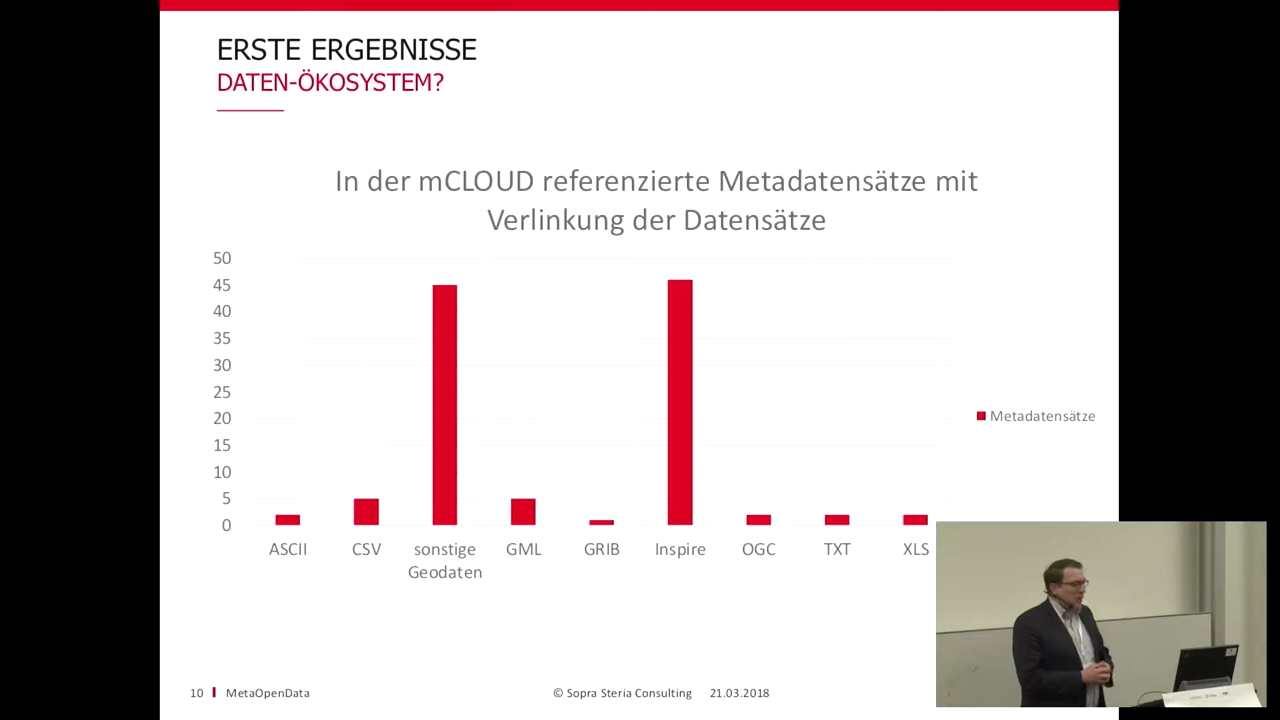 ERSTE ERGEBNISSE
DATEN-ÖKOSYSTEM?
In der mCLOUD referenzierte Metadatensätze mit
Verlinkung der Datensätze
50
45
40
35
30
25
20
15
10
5
0
ASCII CSV sonstige Geodaten GML GRIB Inspire OGC TXT XLS
Metadatensätze
10 MetaOpenData © Sopra Steria Consulting 21.03.2018